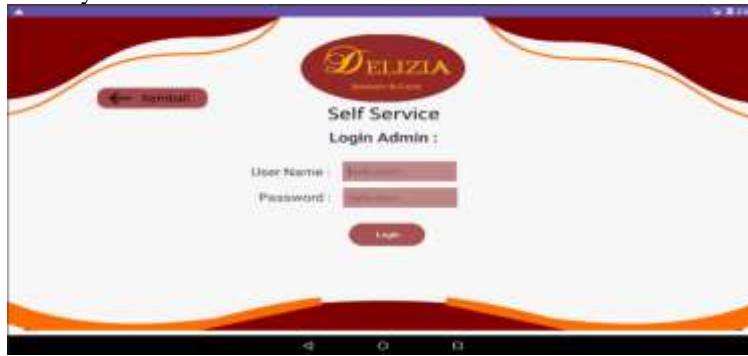 DELIZIA
Kembali
Self Service
Login Admin :
User Name :
Password :
Login